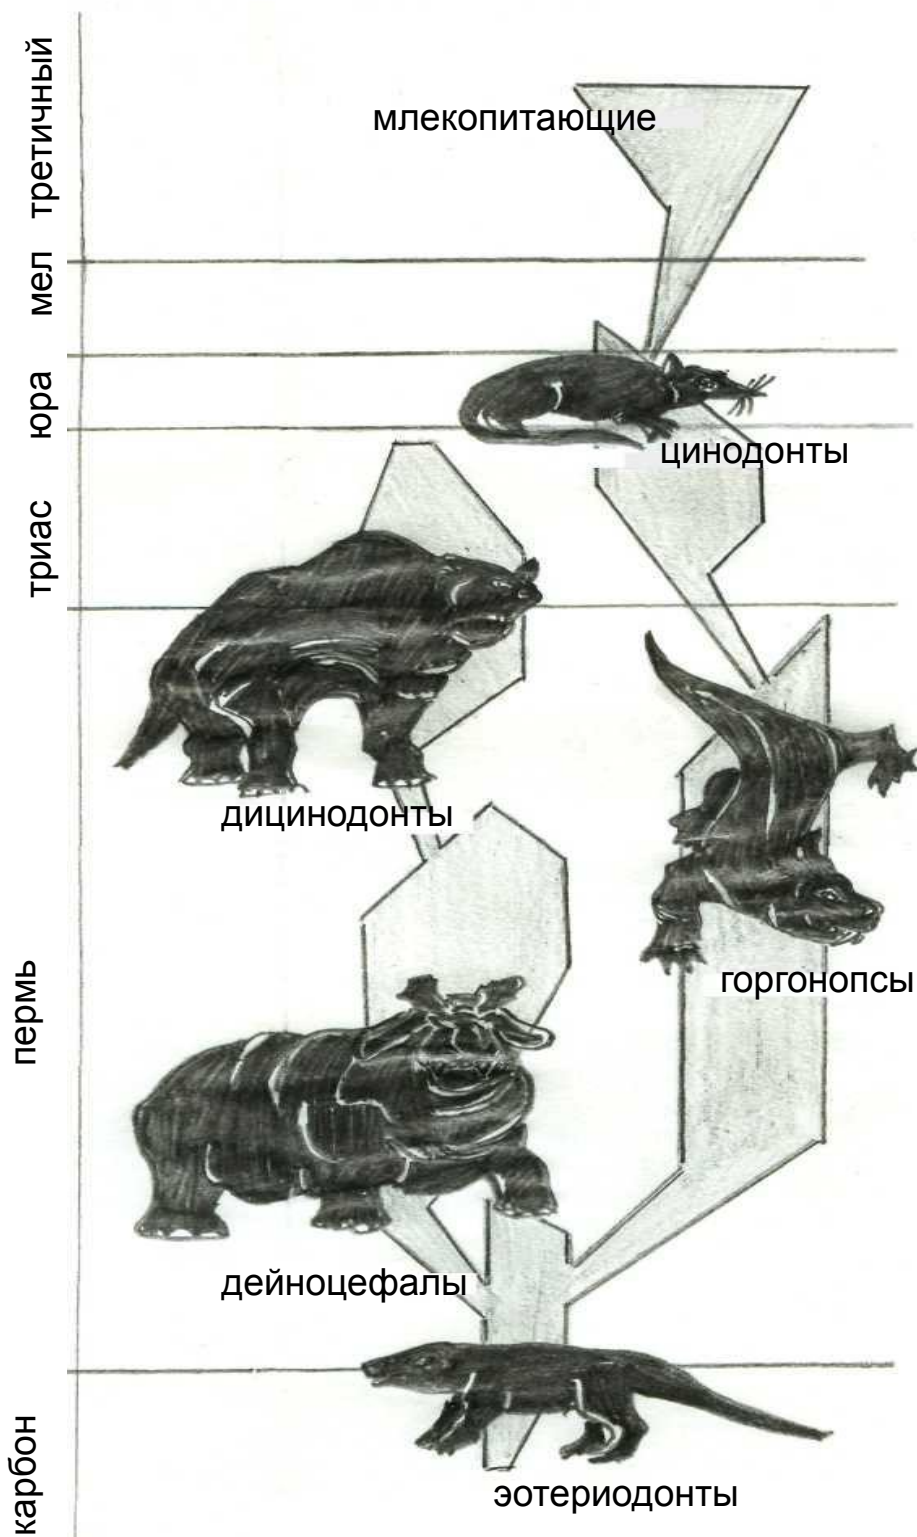 третичный
млекопитающие
мел
юра
цинодонты
триас
дицинодонты
пермь
горгонопсы
дейноцефалы
карбон
эотериодонты